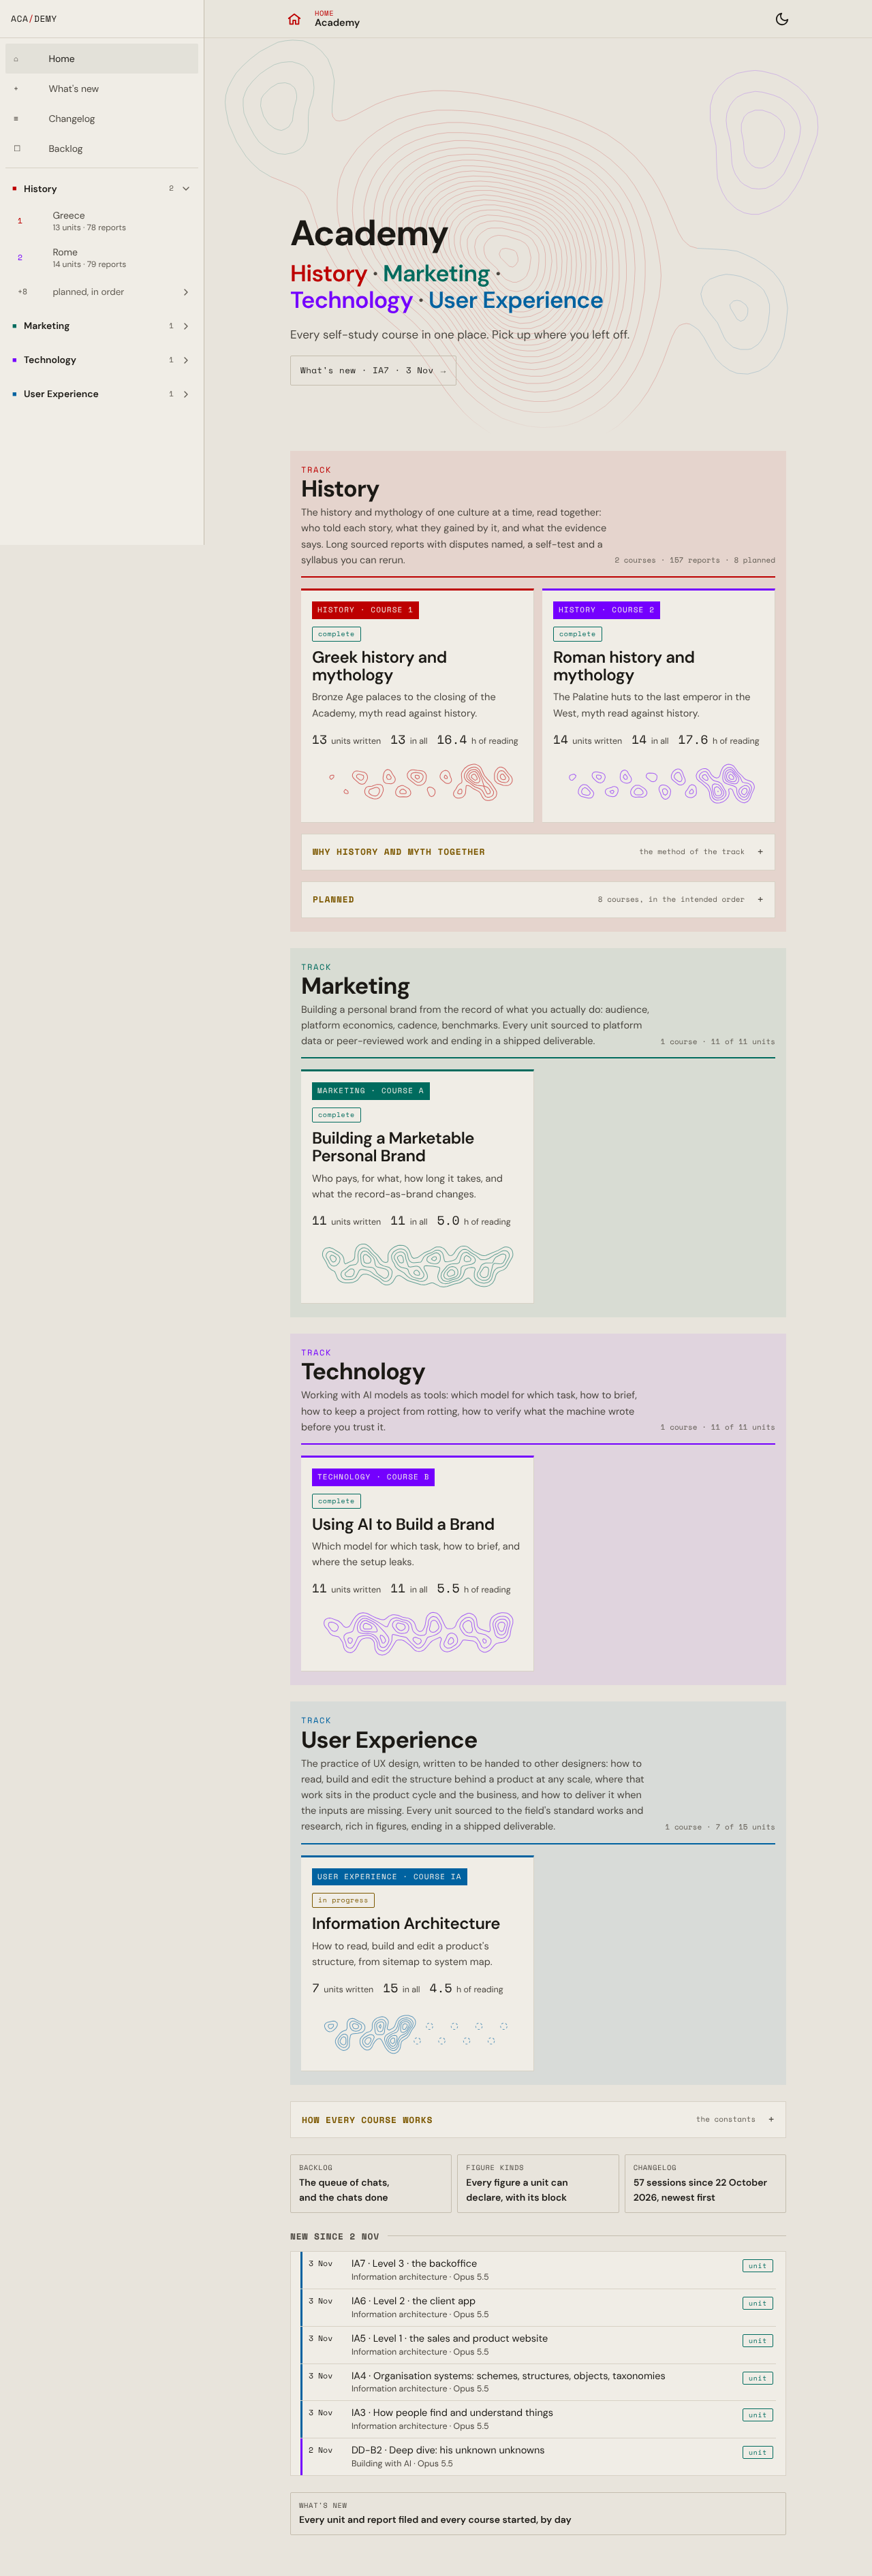 ACA/DEMY
Home
What's new
Changelog
Backlog
History 2
1 Greece
13 units · 78 reports
2 Rome
14 units · 79 reports
+8 planned, in order
Marketing 1
Technology 1
User Experience 1
HOME
Academy
Academy
History · Marketing ·
Technology · User Experience
Every self-study course in one place. Pick up where you left off.
What's new · IA7 · 3 Nov →
TRACK
History
The history and mythology of one culture at a time, read together:
who told each story, what they gained by it, and what the evidence
says. Long sourced reports with disputes named, a self-test and a
syllabus you can rerun.
2 courses · 157 reports · 8 planned
HISTORY · COURSE 1
complete
Greek history and
mythology
Bronze Age palaces to the closing of the
Academy, myth read against history.
13 units written 13 in all 16.4 h of reading
HISTORY · COURSE 2
complete
Roman history and
mythology
The Palatine huts to the last emperor in the
West, myth read against history.
14 units written 14 in all 17.6 h of reading
WHY HISTORY AND MYTH TOGETHER the method of the track +
PLANNED 8 courses, in the intended order +
TRACK
Marketing
Building a personal brand from the record of what you actually do: audience,
platform economics, cadence, benchmarks. Every unit sourced to platform
data or peer-reviewed work and ending in a shipped deliverable.
1 course · 11 of 11 units
MARKETING · COURSE A
complete
Building a Marketable
Personal Brand
Who pays, for what, how long it takes, and
what the record-as-brand changes.
11 units written 11 in all 5.0 h of reading
TRACK
Technology
Working with AI models as tools: which model for which task, how to brief,
how to keep a project from rotting, how to verify what the machine wrote
before you trust it.
1 course · 11 of 11 units
TECHNOLOGY · COURSE B
complete
Using AI to Build a Brand
Which model for which task, how to brief, and
where the setup leaks.
11 units written 11 in all 5.5 h of reading
TRACK
User Experience
The practice of UX design, written to be handed to other designers: how to
read, build and edit the structure behind a product at any scale, where that
work sits in the product cycle and the business, and how to deliver it when
the inputs are missing. Every unit sourced to the field's standard works and
research, rich in figures, ending in a shipped deliverable.
1 course · 7 of 15 units
USER EXPERIENCE · COURSE IA
in progress
Information Architecture
How to read, build and edit a product's
structure, from sitemap to system map.
7 units written 15 in all 4.5 h of reading
HOW EVERY COURSE WORKS the constants +
BACKLOG
The queue of chats,
and the chats done
FIGURE KINDS
Every figure a unit can
declare, with its block
CHANGELOG
57 sessions since 22 October
2026, newest first
NEW SINCE 2 NOV
3 Nov IA7 · Level 3 · the backoffice unit
Information architecture · Opus 5.5
3 Nov IA6 · Level 2 · the client app unit
Information architecture · Opus 5.5
3 Nov IA5 · Level 1 · the sales and product website unit
Information architecture · Opus 5.5
3 Nov IA4 · Organisation systems: schemes, structures, objects, taxonomies unit
Information architecture · Opus 5.5
3 Nov IA3 · How people find and understand things unit
Information architecture · Opus 5.5
2 Nov DD-B2 · Deep dive: his unknown unknowns unit
Building with AI · Opus 5.5
WHAT'S NEW
Every unit and report filed and every course started, by day